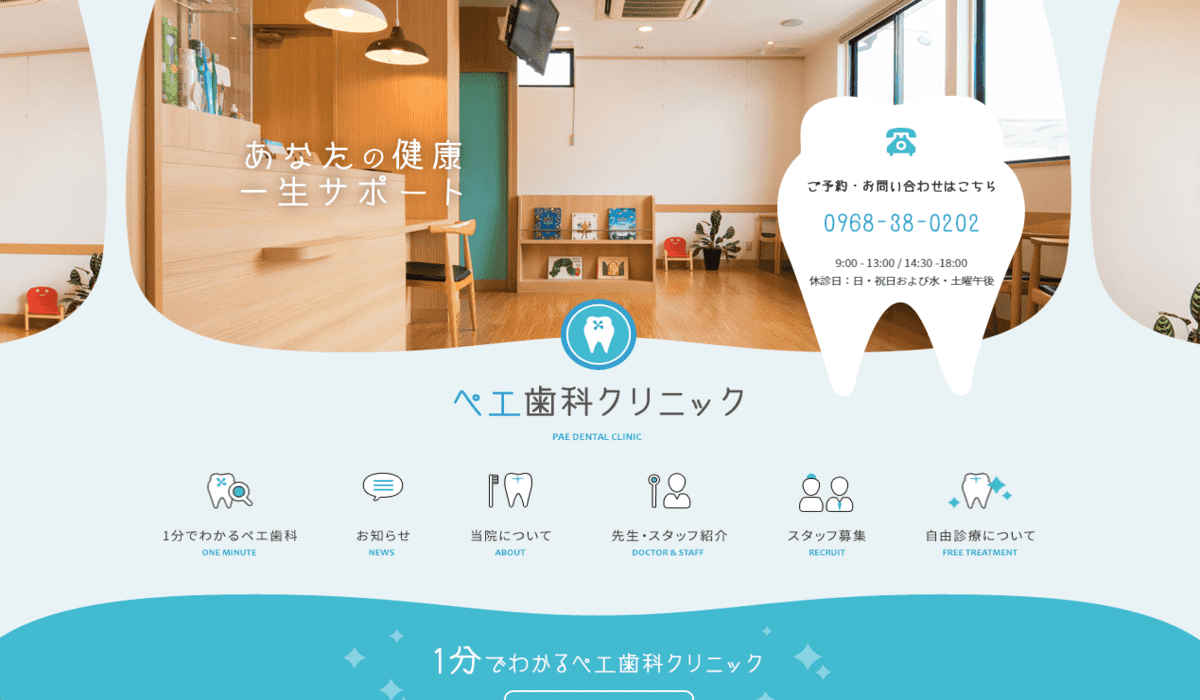 あなたの健康
一生サポート
ご予約・お問い合わせはこちら
0968-38-0202
9:00 - 13:00 / 14:30 -18:00
休診日：日・祝日および水・土曜午後
ペエ歯科クリニック
PAE DENTAL CLINIC
1分でわかるペエ歯科
ONE MINUTE
お知らせ
NEWS
当院について
ABOUT
先生・スタッフ紹介
DOCTOR & STAFF
スタッフ募集
RECRUIT
自由診療について
FREE TREATMENT
1分でわかるペエ歯科クリニック